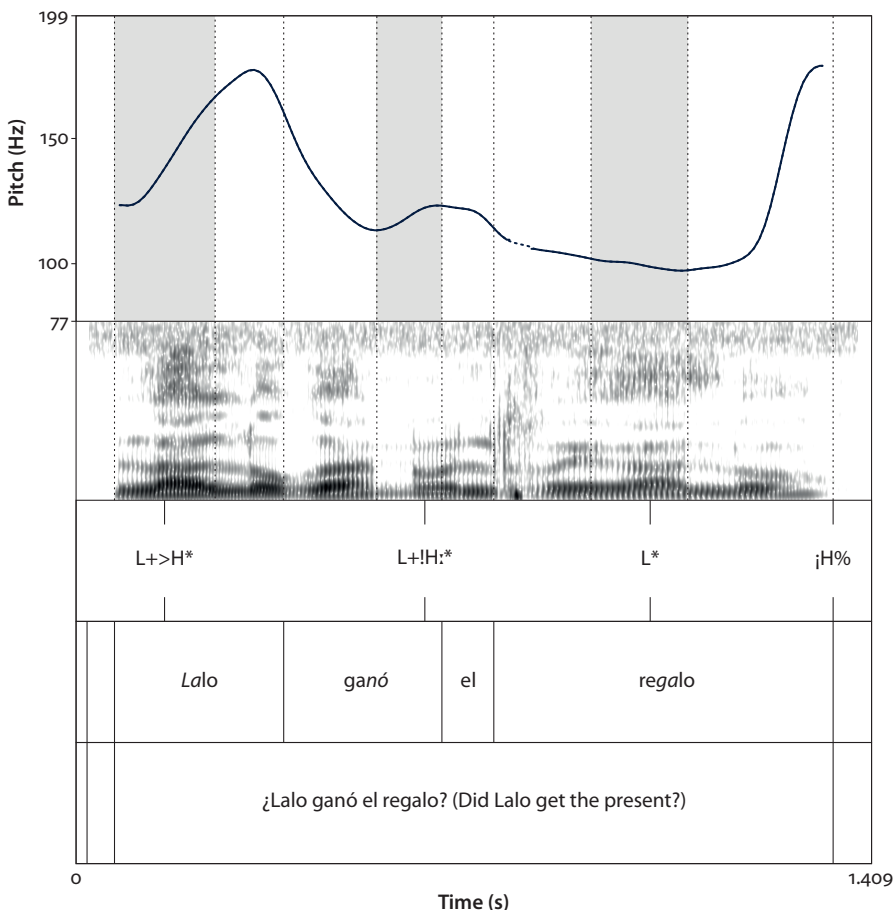 199
150
100
77
Pitch (Hz)
L+>H*
L+!Hː*
L*
¡H%
Lalo
ganó
el
regalo
¿Lalo ganó el regalo? (Did Lalo get the present?)
0
1.409
Time (s)